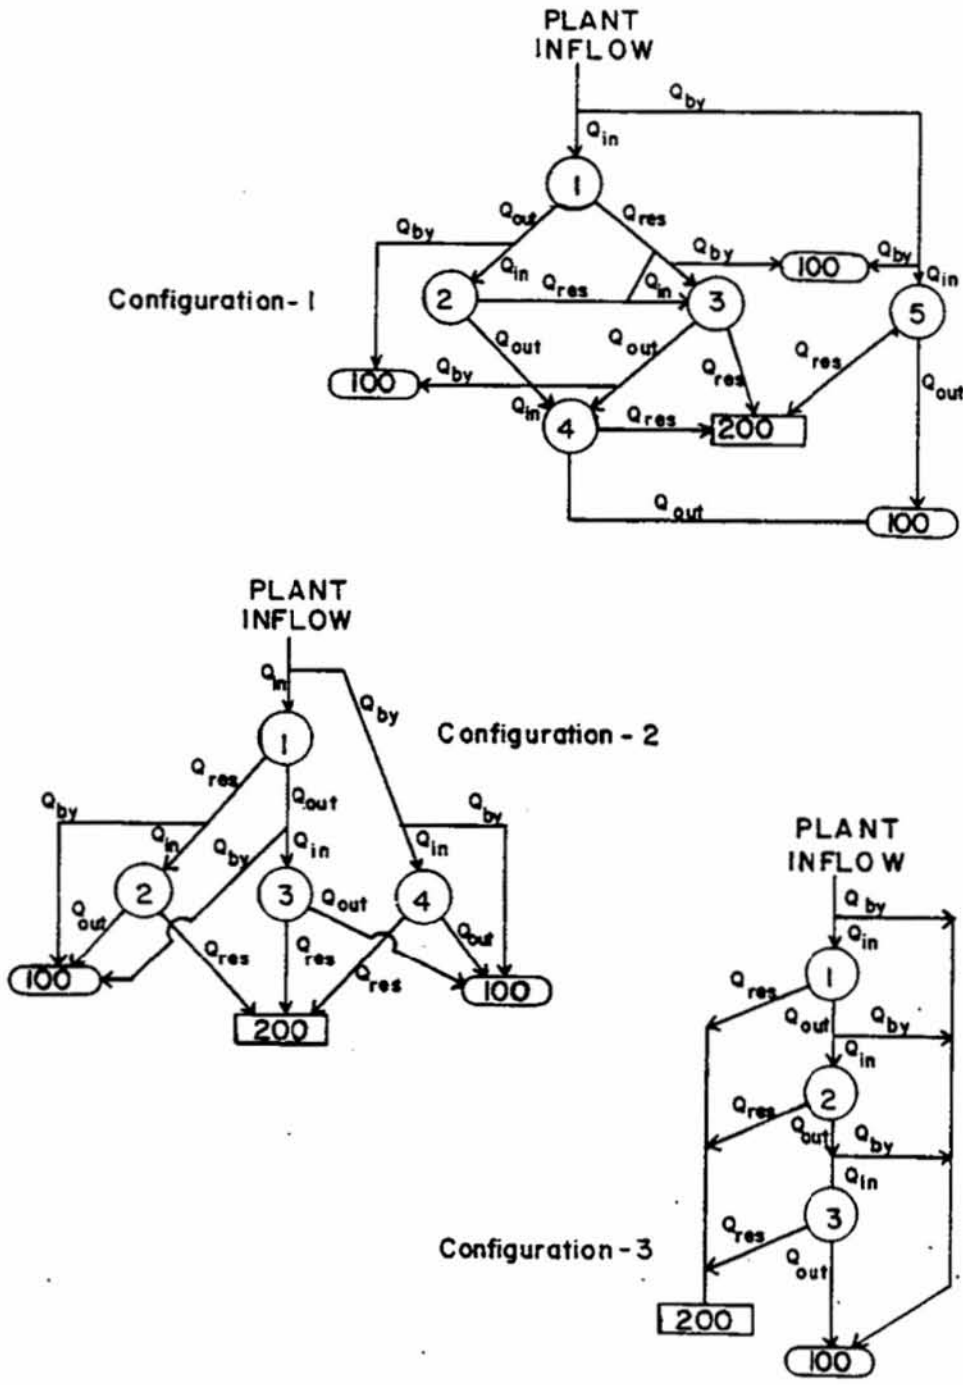 PLANT
INFLOW
Qby
Qin
1
Qout
Qres
Qby
Qby
100
Qby
Qin
Qin
Configuration-1
2
Qres
Qin
3
5
Qout
Qout
Qres
Qres
Qby
100
Qout
Qin
4
Qres
200
Qout
100
PLANT
INFLOW
Qin
Qby
1
Configuration-2
Qres
Qout
Qby
Qin
Qby
Qin
Qin
Qby
2
3
4
Qout
Qout
Qout
Qres
Qres
Qres
100
100
200
PLANT
INFLOW
Qby
Qin
1
Qres
Qout
Qby
Qin
2
Qres
Qout
Qby
Qin
3
Qres
Qout
Configuration-3
200
100